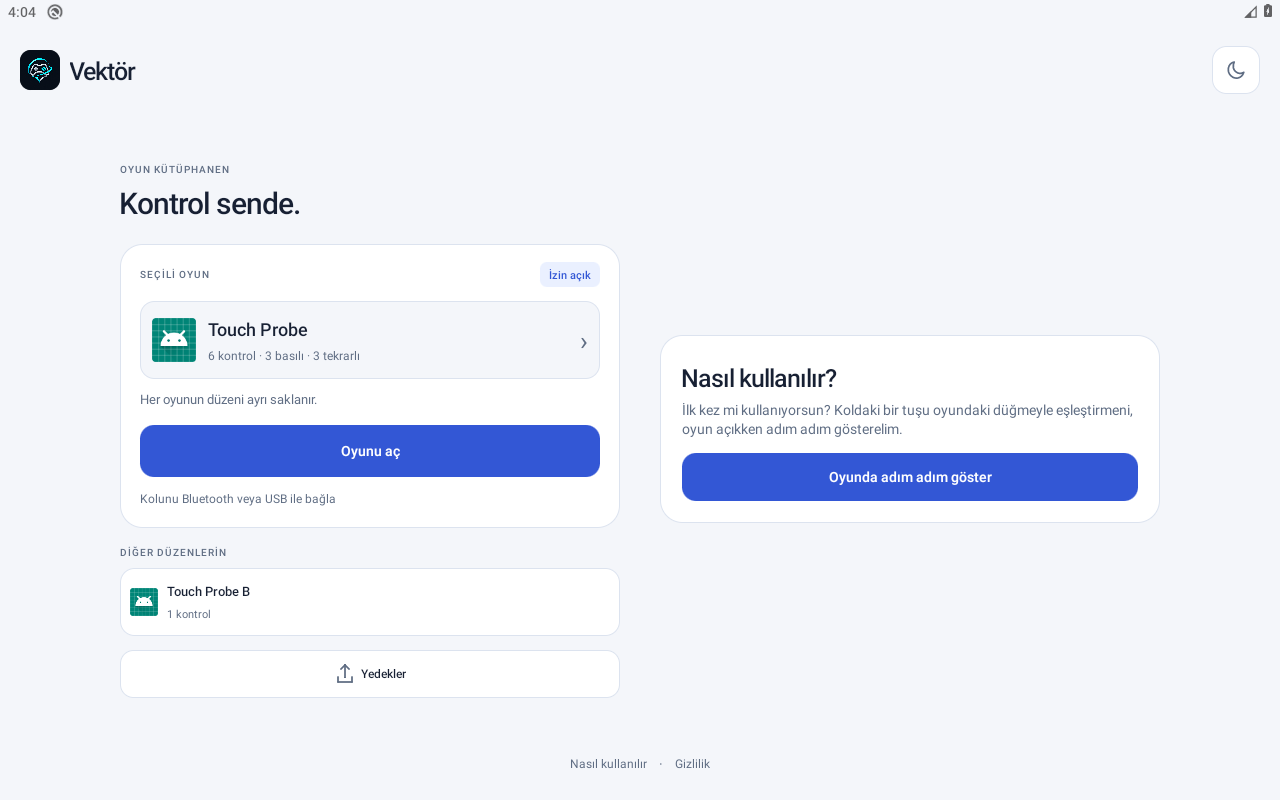 4:04
Vektör
OYUN KÜTÜPHANEN
Kontrol sende.
SEÇİLİ OYUN
İzin açık
Touch Probe
6 kontrol · 3 basılı · 3 tekrarlı
›
Her oyunun düzeni ayrı saklanır.
Oyunu aç
Kolunu Bluetooth veya USB ile bağla
DİĞER DÜZENLERİN
Touch Probe B
1 kontrol
Yedekler
Nasıl kullanılır?
İlk kez mi kullanıyorsun? Koldaki bir tuşu oyundaki düğmeyle eşleştirmeni,
oyun açıkken adım adım gösterelim.
Oyunda adım adım göster
Nasıl kullanılır · Gizlilik